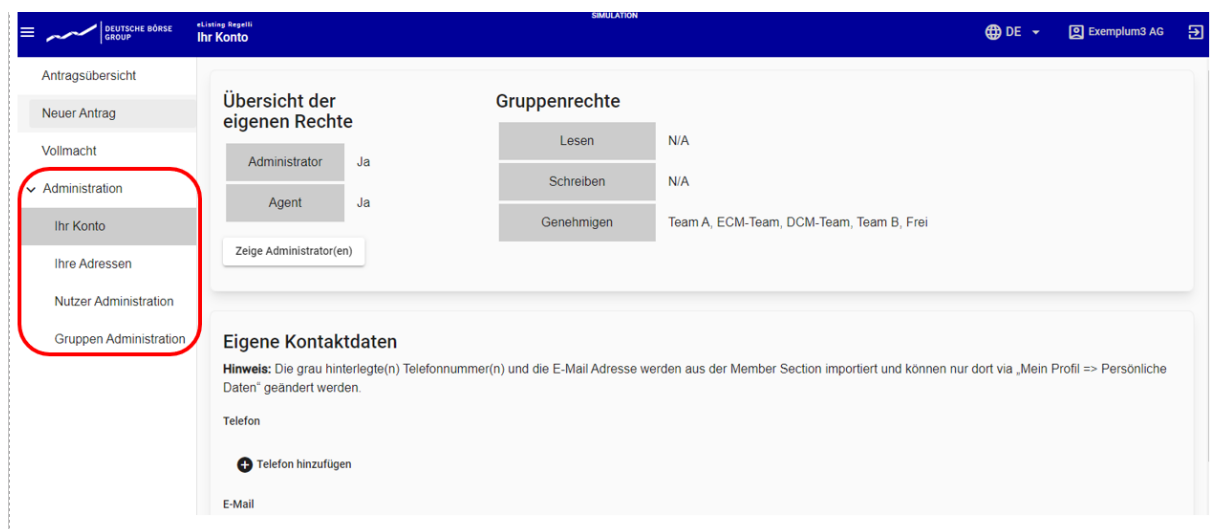 SIMULATION
DEUTSCHE BÖRSE
GROUP
eListing Regelli
Ihr Konto
DE
Exemplum3 AG
Antragsübersicht
Neuer Antrag
Vollmacht
Administration
Ihr Konto
Ihre Adressen
Nutzer Administration
Gruppen Administration
Übersicht der
eigenen Rechte
Administrator Ja
Agent Ja
Zeige Administrator(en)
Gruppenrechte
Lesen N/A
Schreiben N/A
Genehmigen Team A, ECM-Team, DCM-Team, Team B, Frei
Eigene Kontaktdaten
Hinweis: Die grau hinterlegte(n) Telefonnummer(n) und die E-Mail Adresse werden aus der Member Section importiert und können nur dort via „Mein Profil => Persönliche
Daten“ geändert werden.
Telefon
Telefon hinzufügen
E-Mail